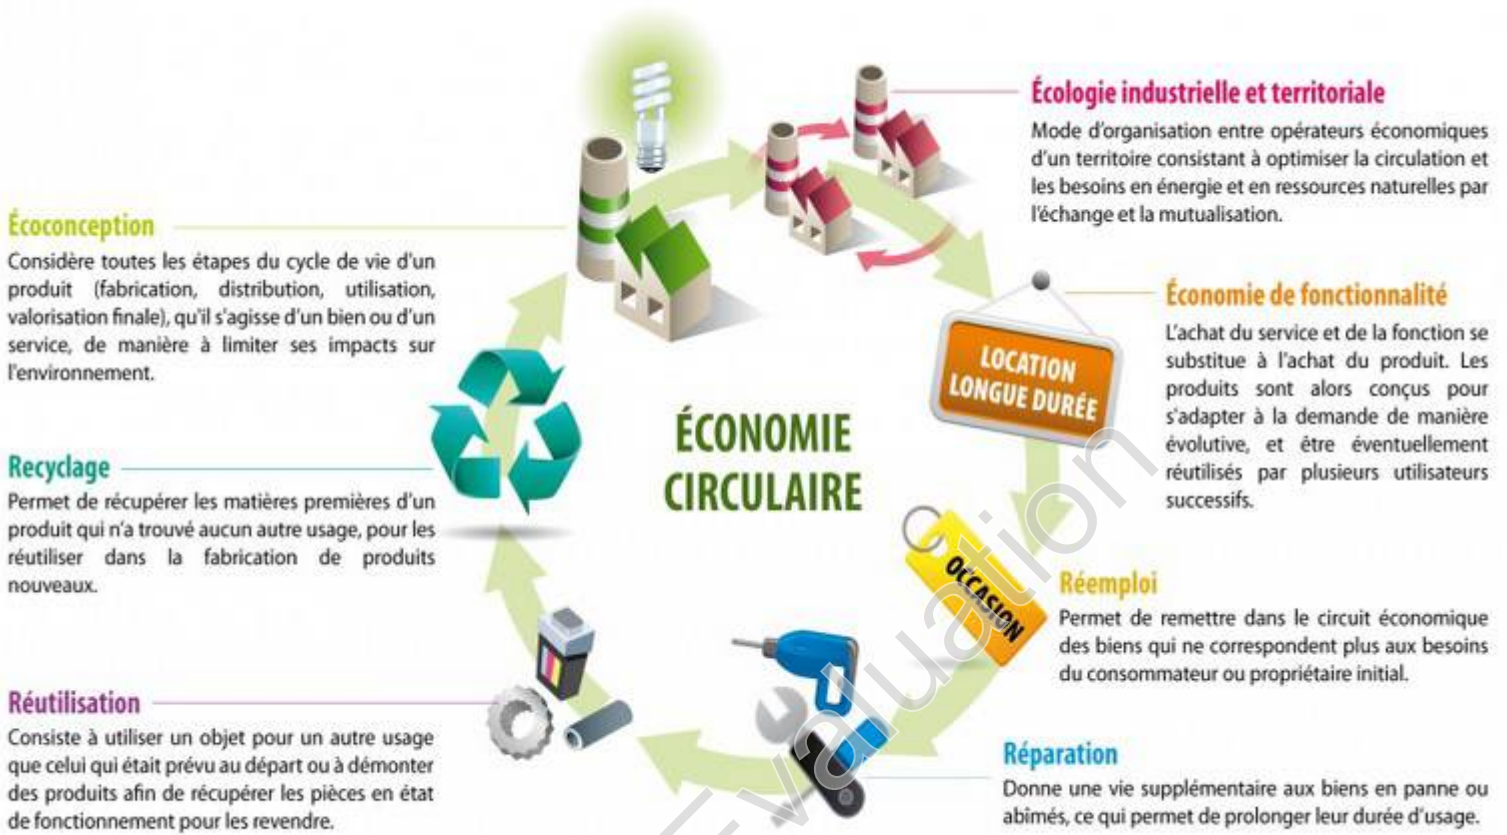 Écologie industrielle et territoriale
Mode d'organisation entre opérateurs économiques
d'un territoire consistant à optimiser la circulation et
les besoins en énergie et en ressources naturelles par
l'échange et la mutualisation.
Écoconception
Considère toutes les étapes du cycle de vie d'un
produit (fabrication, distribution, utilisation,
valorisation finale), qu'il s'agisse d'un bien ou d'un
service, de manière à limiter ses impacts sur
l'environnement.
Économie de fonctionnalité
L'achat du service et de la fonction se
substitue à l'achat du produit. Les
produits sont alors conçus pour
s'adapter à la demande de manière
évolutive, et être éventuellement
réutilisés par plusieurs utilisateurs
successifs.
LOCATION
LONGUE DURÉE
ÉCONOMIE
CIRCULAIRE
Recyclage
Permet de récupérer les matières premières d'un
produit qui n'a trouvé aucun autre usage, pour les
réutiliser dans la fabrication de produits
nouveaux.
OCCASION
Réemploi
Permet de remettre dans le circuit économique
des biens qui ne correspondent plus aux besoins
du consommateur ou propriétaire initial.
Réutilisation
Consiste à utiliser un objet pour un autre usage
que celui qui était prévu au départ ou à démonter
des produits afin de récupérer les pièces en état
de fonctionnement pour les revendre.
Réparation
Donne une vie supplémentaire aux biens en panne ou
abîmés, ce qui permet de prolonger leur durée d'usage.
Evaluation